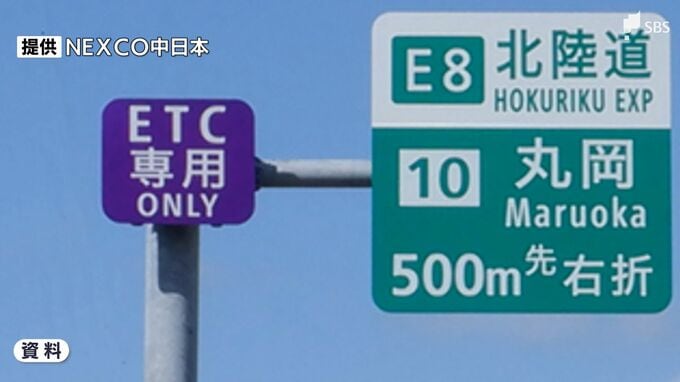 提供 NEXCO中日本
SBS
ETC
専用
ONLY
E8 北陸道
HOKURIKU EXP
10 丸岡
Maruoka
500m先右折
資料